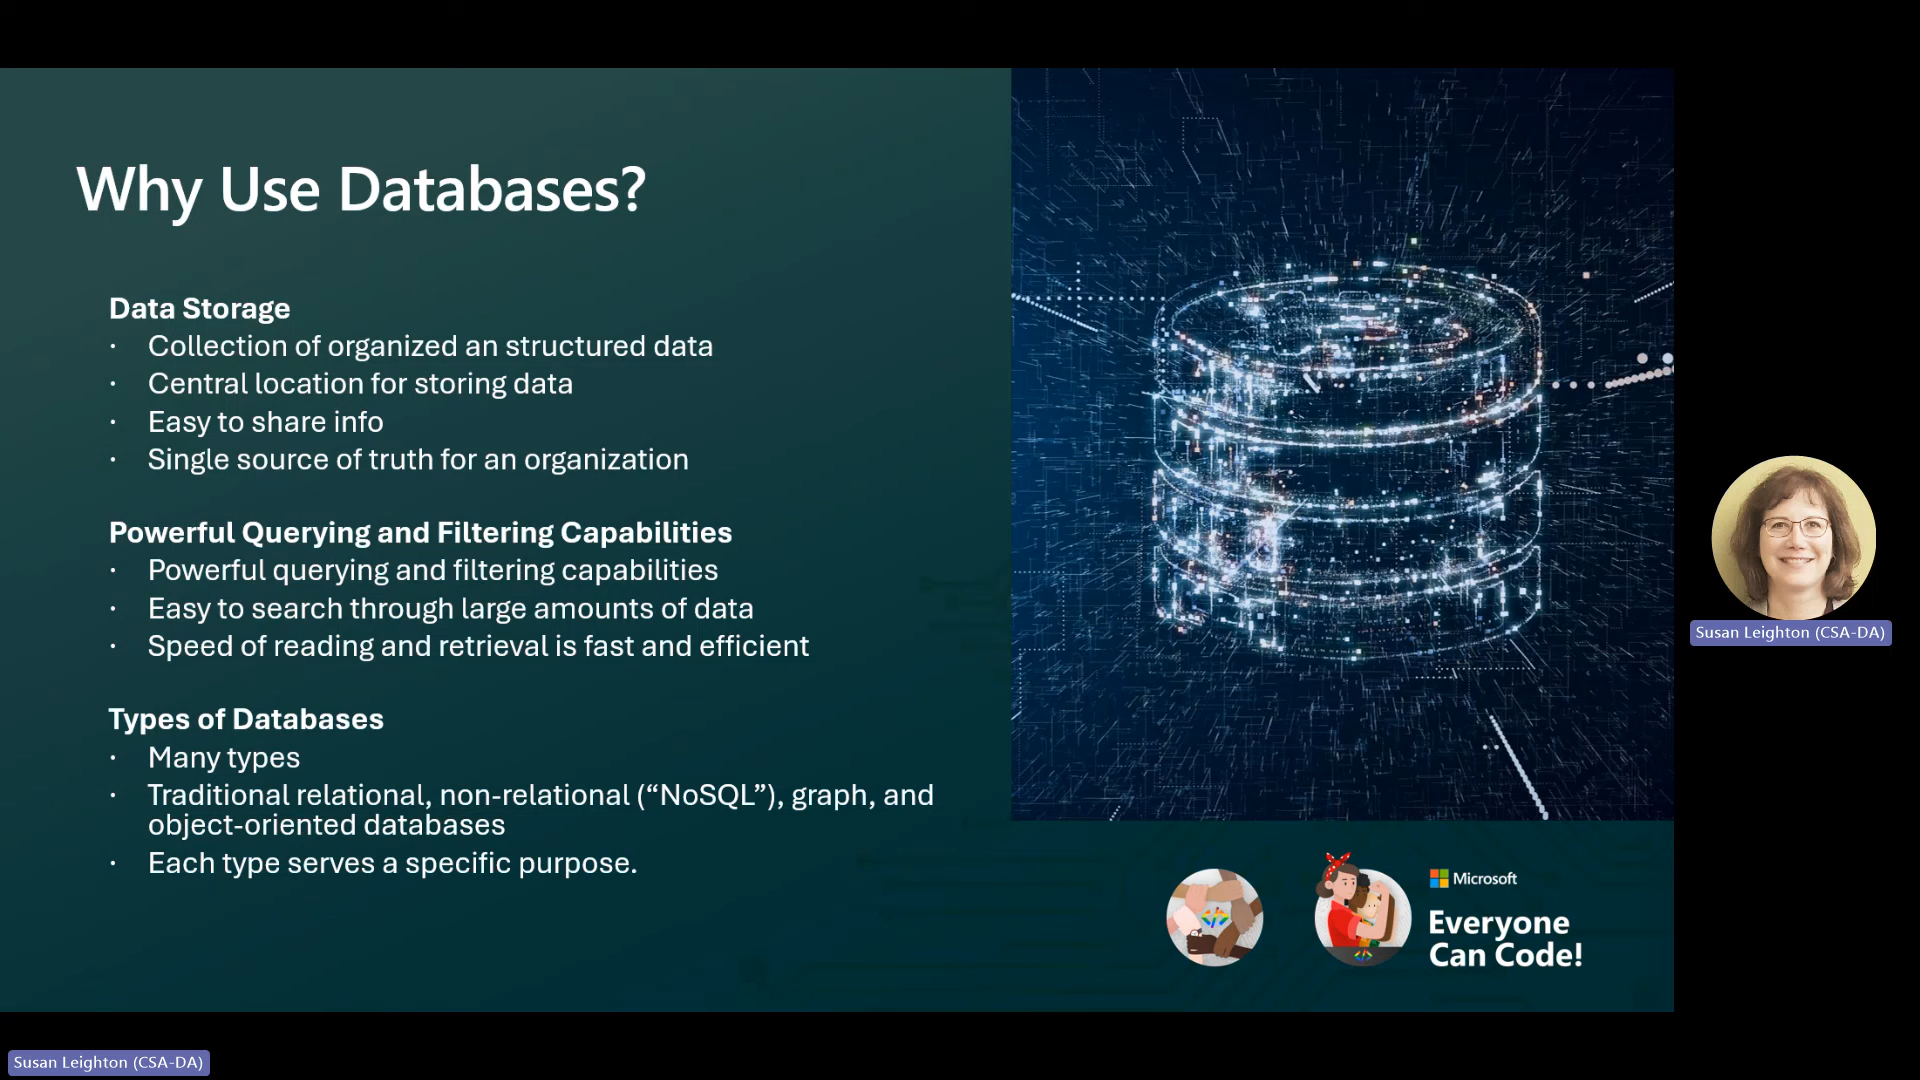 Why Use Databases?
Data Storage
· Collection of organized an structured data
· Central location for storing data
· Easy to share info
· Single source of truth for an organization
Powerful Querying and Filtering Capabilities
· Powerful querying and filtering capabilities
· Easy to search through large amounts of data
· Speed of reading and retrieval is fast and efficient
Types of Databases
· Many types
· Traditional relational, non-relational (“NoSQL”), graph, and
object-oriented databases
· Each type serves a specific purpose.
Microsoft
Everyone
Can Code!
Susan Leighton (CSA-DA)
Susan Leighton (CSA-DA)